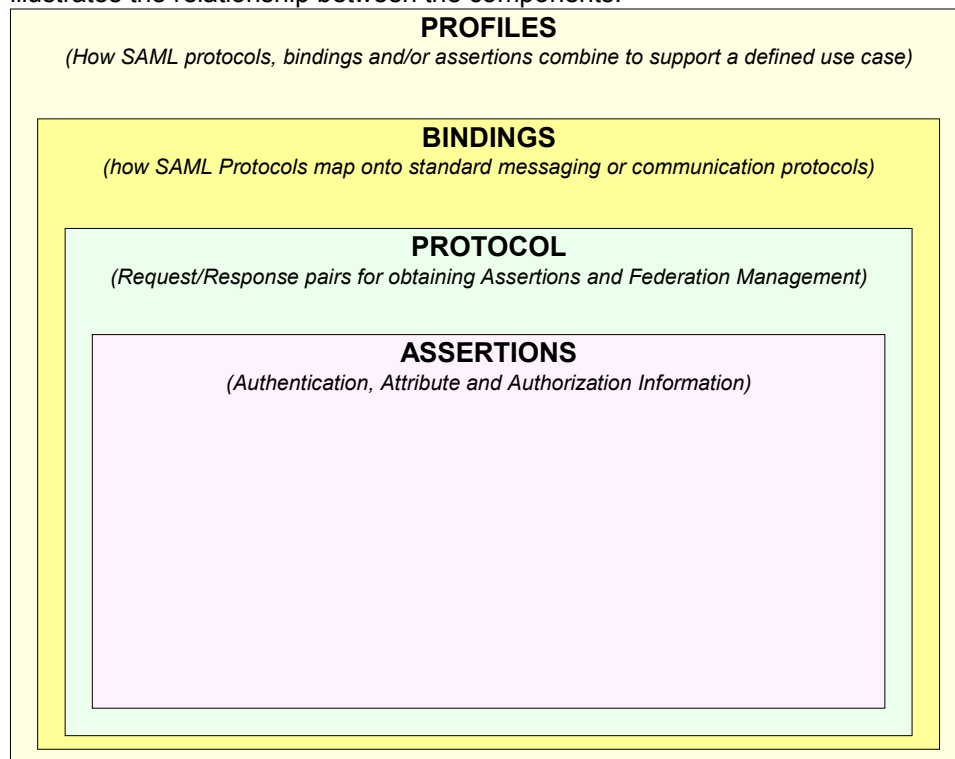 illustrates the relationship between the components.
PROFILES
(How SAML protocols, bindings and/or assertions combine to support a defined use case)
BINDINGS
(how SAML Protocols map onto standard messaging or communication protocols)
PROTOCOL
(Request/Response pairs for obtaining Assertions and Federation Management)
ASSERTIONS
(Authentication, Attribute and Authorization Information)